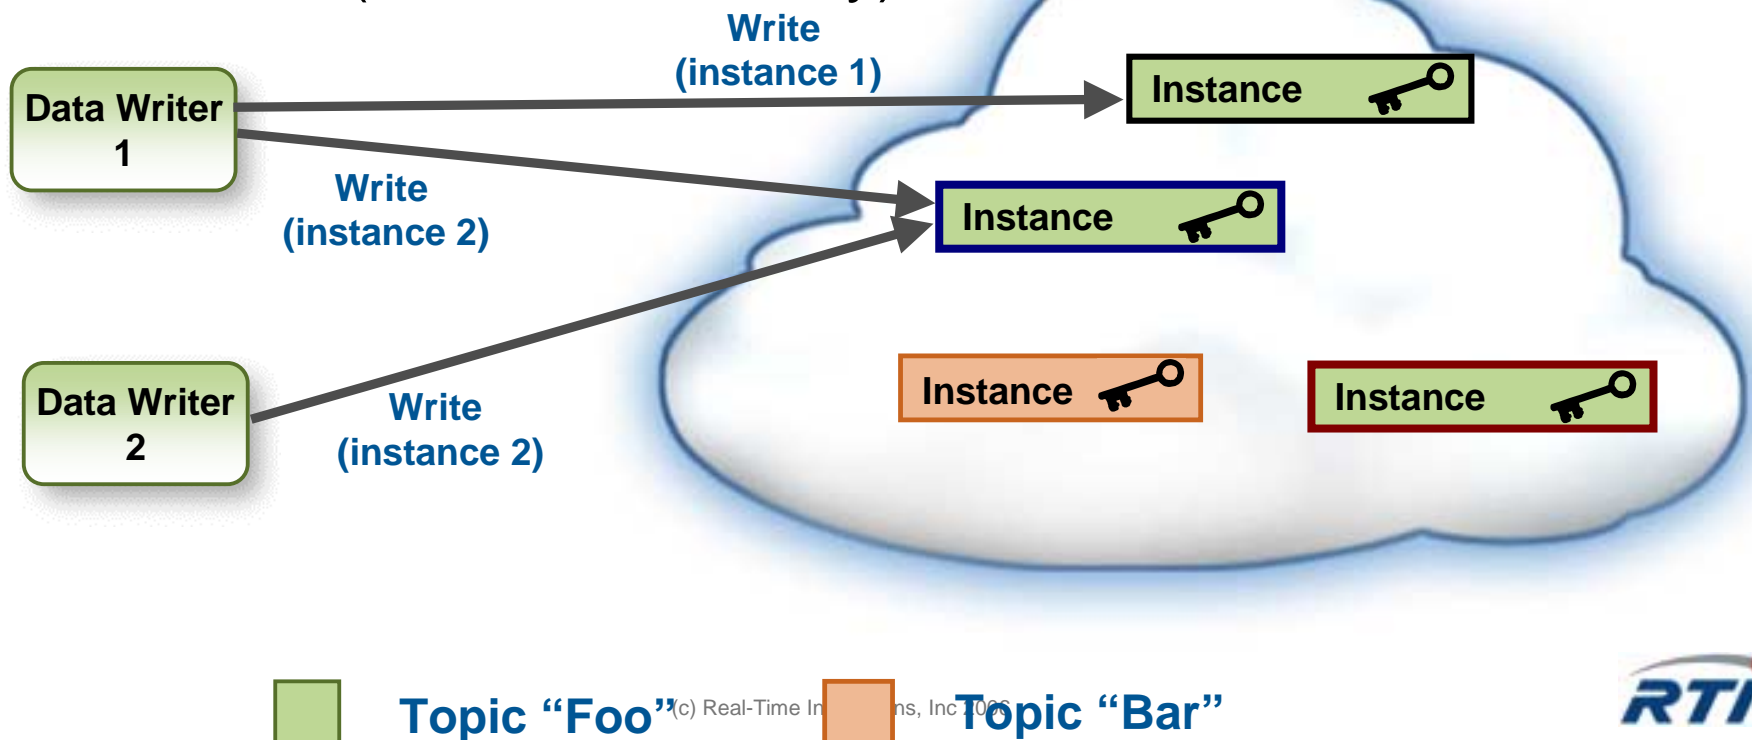 Write
(instance 1)
Instance
Data Writer
1
Write
(instance 2)
Instance
Instance
Instance
Data Writer
2
Write
(instance 2)
Topic “Foo”
(c) Real-Time In ns, Inc 2006
Topic “Bar”
RTI